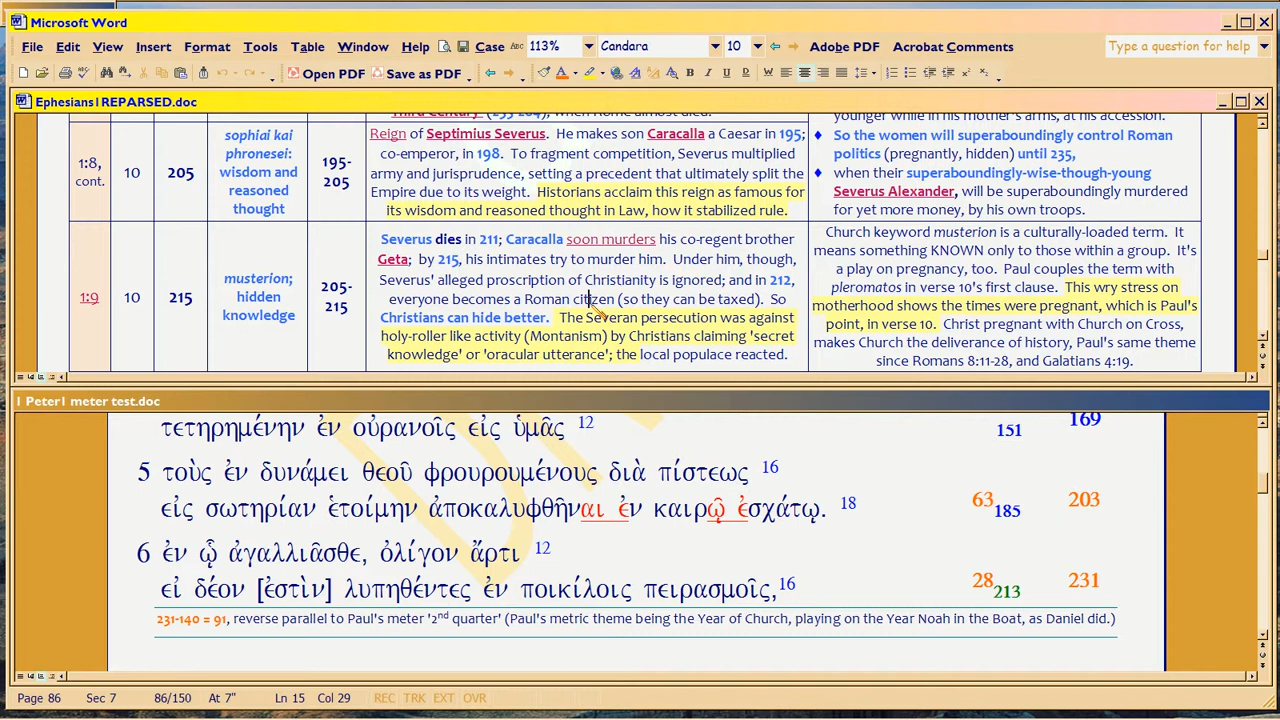 Microsoft Word
File Edit View Insert Format Tools Table Window Help Case 113% Candara 10 Adobe PDF Acrobat Comments Type a question for help
Open PDF Save as PDF
Ephesians1REPARSED.doc
younger while in his mother's arms, at his accession.
1:8, cont.
10
205
sophiai kai phronesei: wisdom and reasoned thought
195-205
Reign of Septimius Severus. He makes son Caracalla a Caesar in 195;
co-emperor, in 198. To fragment competition, Severus multiplied
army and jurisprudence, setting a precedent that ultimately split the
Empire due to its weight. Historians acclaim this reign as famous for
its wisdom and reasoned thought in Law, how it stabilized rule.
So the women will superaboundingly control Roman
politics (pregnantly, hidden) until 235,
when their superaboundingly-wise-though-young
Severus Alexander, will be superaboundingly murdered
for yet more money, by his own troops.
1:9
10
215
musterion; hidden knowledge
205-215
Severus dies in 211; Caracalla soon murders his co-regent brother
Geta; by 215, his intimates try to murder him. Under him, though,
Severus' alleged proscription of Christianity is ignored; and in 212,
everyone becomes a Roman citizen (so they can be taxed). So
Christians can hide better. The Severan persecution was against
holy-roller like activity (Montanism) by Christians claiming 'secret
knowledge' or 'oracular utterance'; the local populace reacted.
Church keyword musterion is a culturally-loaded term. It
means something KNOWN only to those within a group. It's
a play on pregnancy, too. Paul couples the term with
pleromatos in verse 10's first clause. This wry stress on
motherhood shows the times were pregnant, which is Paul's
point, in verse 10. Christ pregnant with Church on Cross,
makes Church the deliverance of history, Paul's same theme
since Romans 8:11-28, and Galatians 4:19.
1 Peter1 meter test.doc
τετηρημένην ἐν οὐρανοῖς εἰς ὑμᾶς 12 151 169
5 τοὺς ἐν δυνάμει θεοῦ φρουρουμένους διὰ πίστεως 16
εἰς σωτηρίαν ἑτοίμην ἀποκαλυφθῆναι ἐν καιρῷ ἐσχάτῳ. 18 63 185 203
6 ἐν ᾧ ἀγαλλιᾶσθε, ὀλίγον ἄρτι 12
εἰ δέον [ἐστὶν] λυπηθέντες ἐν ποικίλοις πειρασμοῖς, 16 28 213 231
231-140 = 91, reverse parallel to Paul's meter '2nd quarter' (Paul's metric theme being the Year of Church, playing on the Year Noah in the Boat, as Daniel did.)
Page 86 Sec 7 86/150 At 7" Ln 15 Col 29 REC TRK EXT OVR